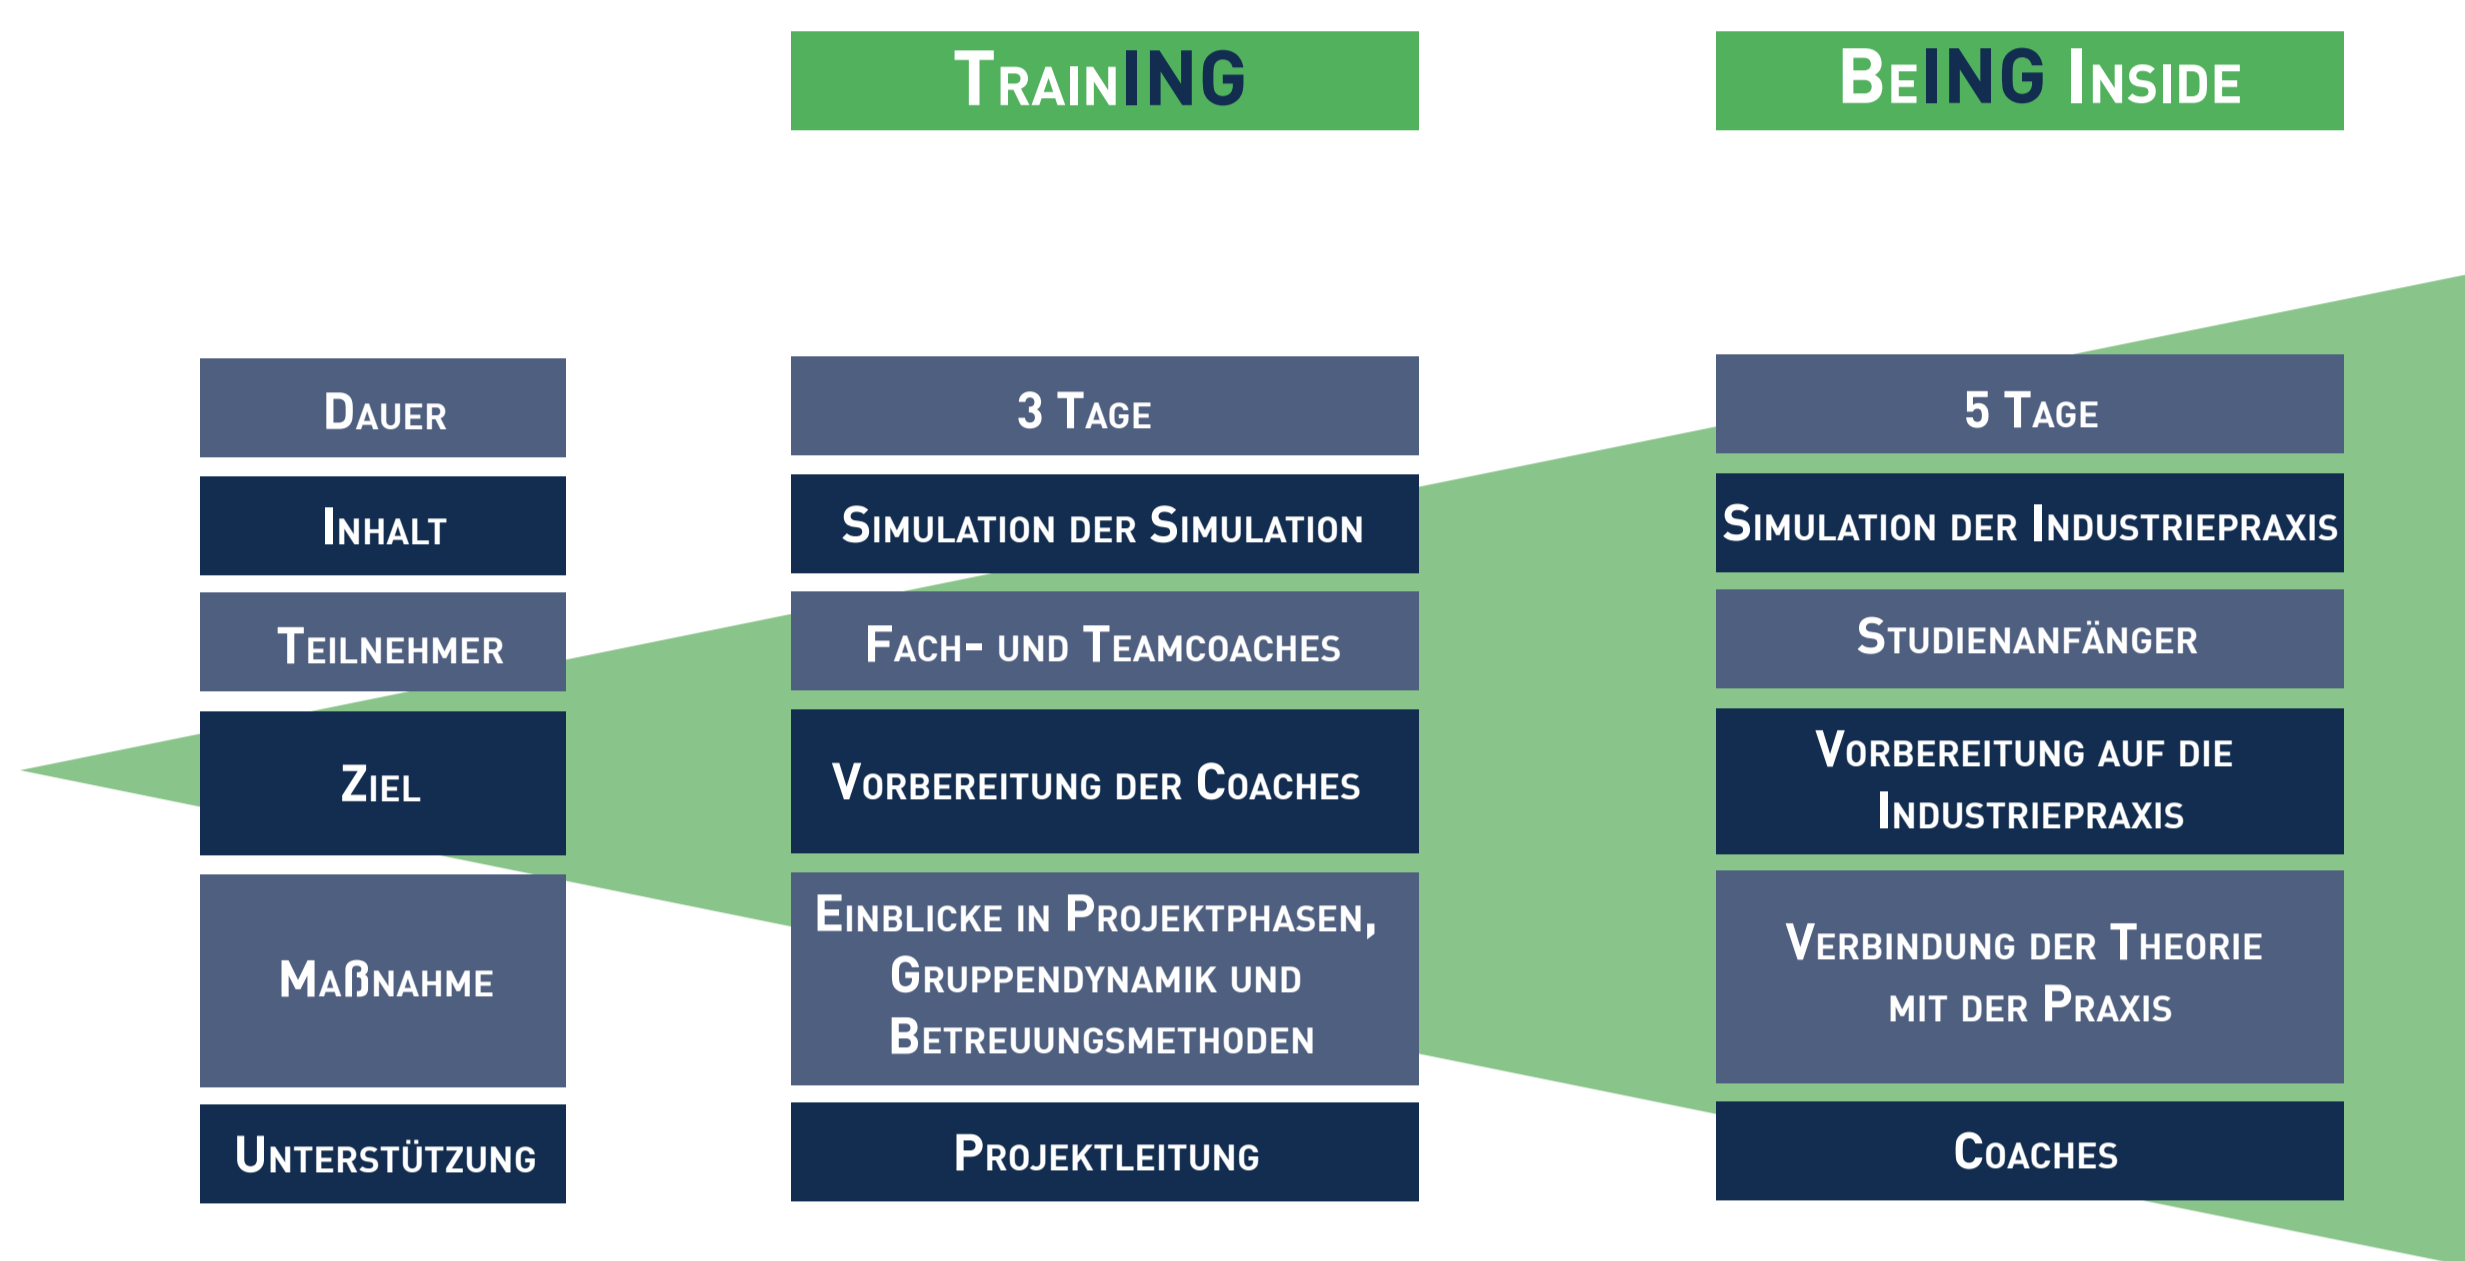 TrainING
BeING Inside
Dauer
3 Tage
5 Tage
Inhalt
Simulation der Simulation
Simulation der Industriepraxis
Teilnehmer
Fach- und Teamcoaches
Studienanfänger
Ziel
Vorbereitung der Coaches
Vorbereitung auf die
Industriepraxis
Maßnahme
Einblicke in Projektphasen,
Gruppendynamik und
Betreuungsmethoden
Verbindung der Theorie
mit der Praxis
Unterstützung
Projektleitung
Coaches